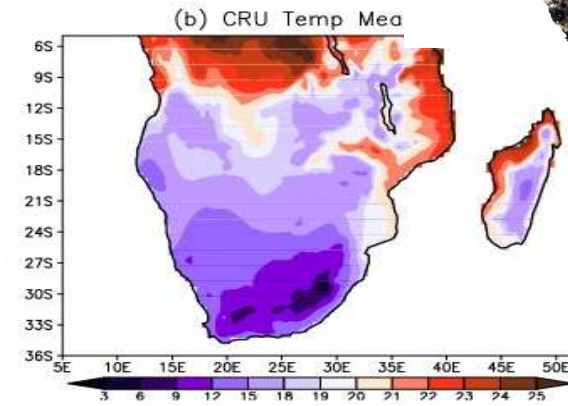 (b) CRU Temp Mea
6S
9S
12S
15S
18S
21S
24S
27S
30S
33S
36S
5E 10E 15E 20E 25E 30E 35E 40E 45E 50E
3 6 9 12 15 18 19 20 21 22 23 24 25